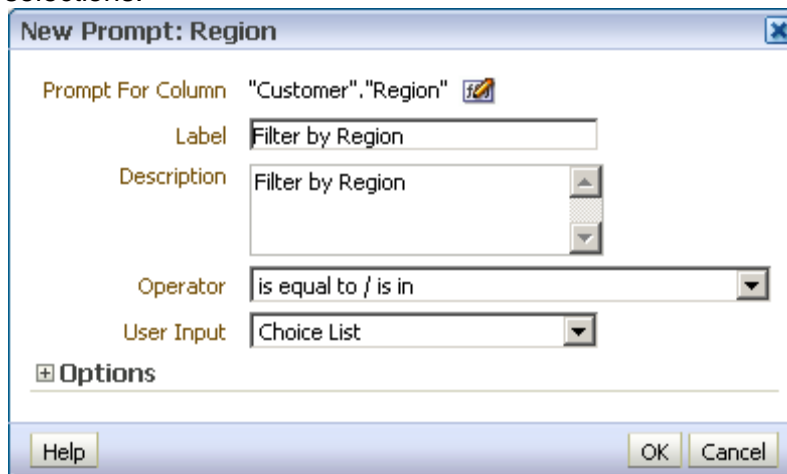 selections.
New Prompt: Region
Prompt For Column "Customer"."Region"
Label Filter by Region
Description Filter by Region
Operator is equal to / is in
User Input Choice List
Options
Help OK Cancel